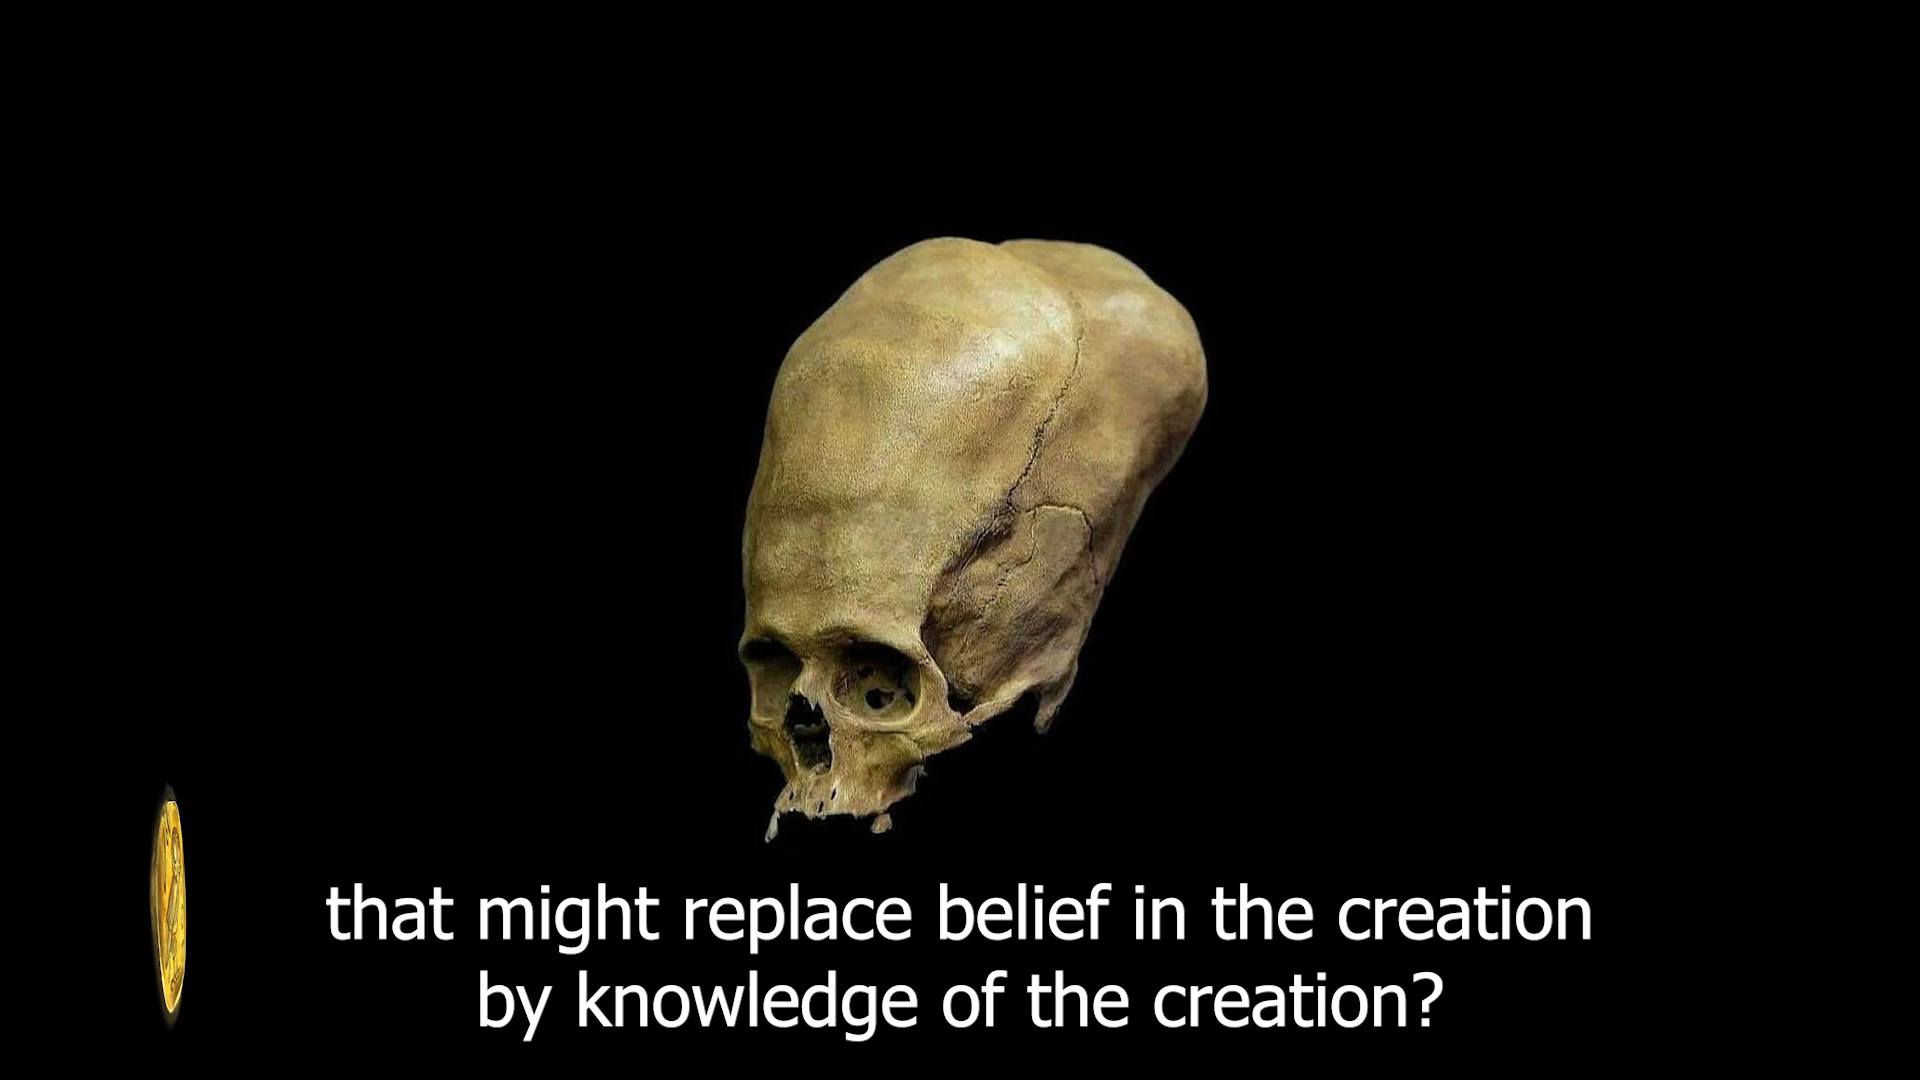 that might replace belief in the creation
by knowledge of the creation?